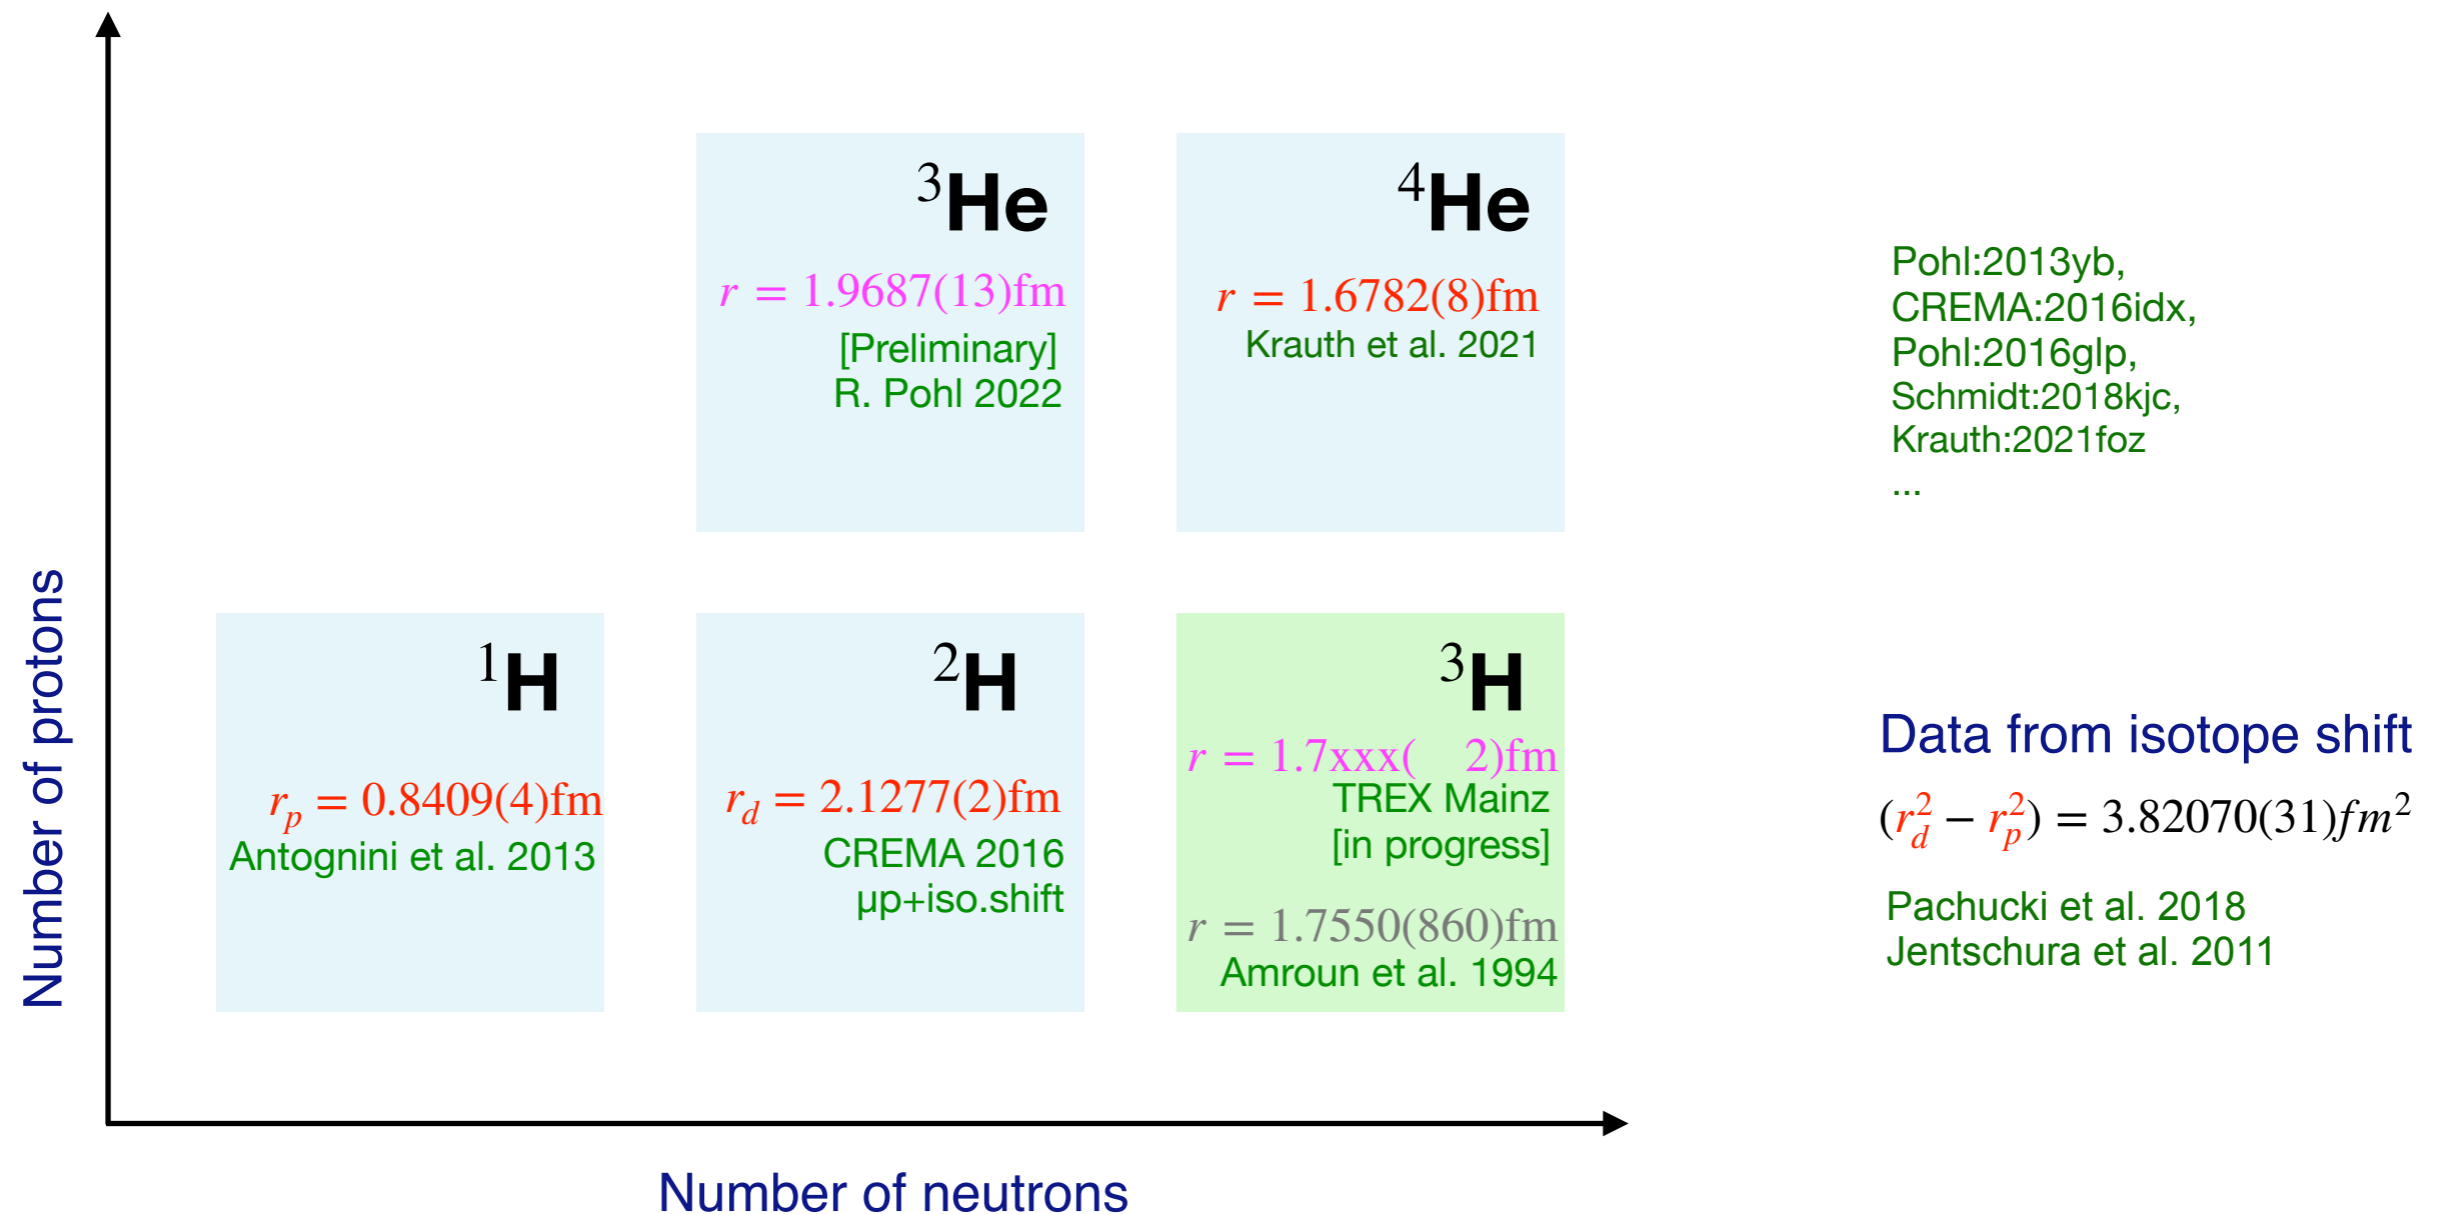 ³He
r = 1.9687(13)fm
[Preliminary]
R. Pohl 2022
⁴He
r = 1.6782(8)fm
Krauth et al. 2021
Pohl:2013yb,
CREMA:2016idx,
Pohl:2016glp,
Schmidt:2018kjc,
Krauth:2021foz
...
Number of protons
¹H
r_p = 0.8409(4)fm
Antognini et al. 2013
²H
r_d = 2.1277(2)fm
CREMA 2016
µp+iso.shift
³H
r = 1.7xxx(   2)fm
TREX Mainz
[in progress]
r = 1.7550(860)fm
Amroun et al. 1994
Data from isotope shift
(r_d² − r_p²) = 3.82070(31)fm²
Pachucki et al. 2018
Jentschura et al. 2011
Number of neutrons